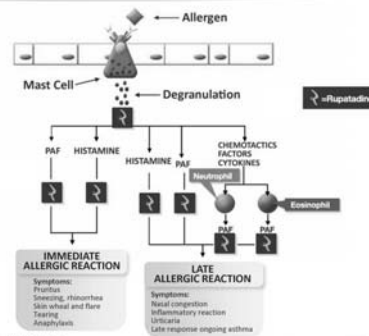 Allergen
Mast Cell
Degranulation
=Rupatadine
PAF
HISTAMINE
HISTAMINE
PAF
CHEMOTACTICS
FACTORS
CYTOKINES
Neutrophil
Eosinophil
PAF
PAF
IMMEDIATE
ALLERGIC REACTION
Symptoms:
Pruritus
Sneezing, rhinorrhea
Skin wheal and flare
Tearing
Anaphylaxis
LATE
ALLERGIC REACTION
Symptoms:
Nasal congestion
Inflammatory reaction
Urticaria
Late response ongoing asthma